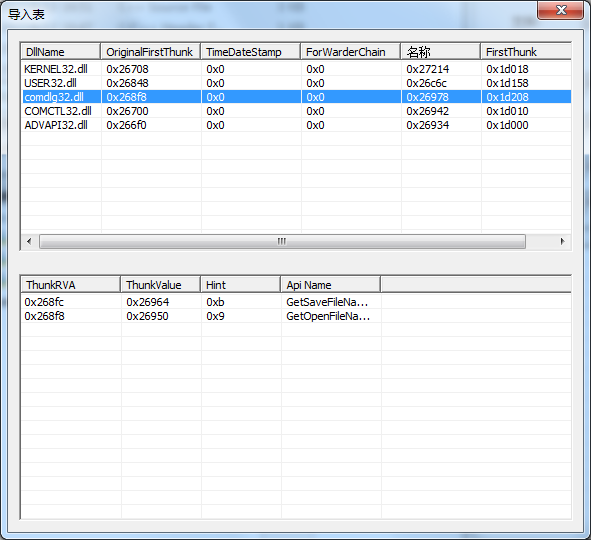 导入表
DllName OriginalFirstThunk TimeDateStamp ForWarderChain 名称 FirstThunk
KERNEL32.dll 0x26708 0x0 0x0 0x27214 0x1d018
USER32.dll 0x26848 0x0 0x0 0x26c6c 0x1d158
comdlg32.dll 0x268f8 0x0 0x0 0x26978 0x1d208
COMCTL32.dll 0x26700 0x0 0x0 0x26942 0x1d010
ADVAPI32.dll 0x266f0 0x0 0x0 0x26934 0x1d000
ThunkRVA ThunkValue Hint Api Name
0x268fc 0x26964 0xb GetSaveFileNa...
0x268f8 0x26950 0x9 GetOpenFileNa...